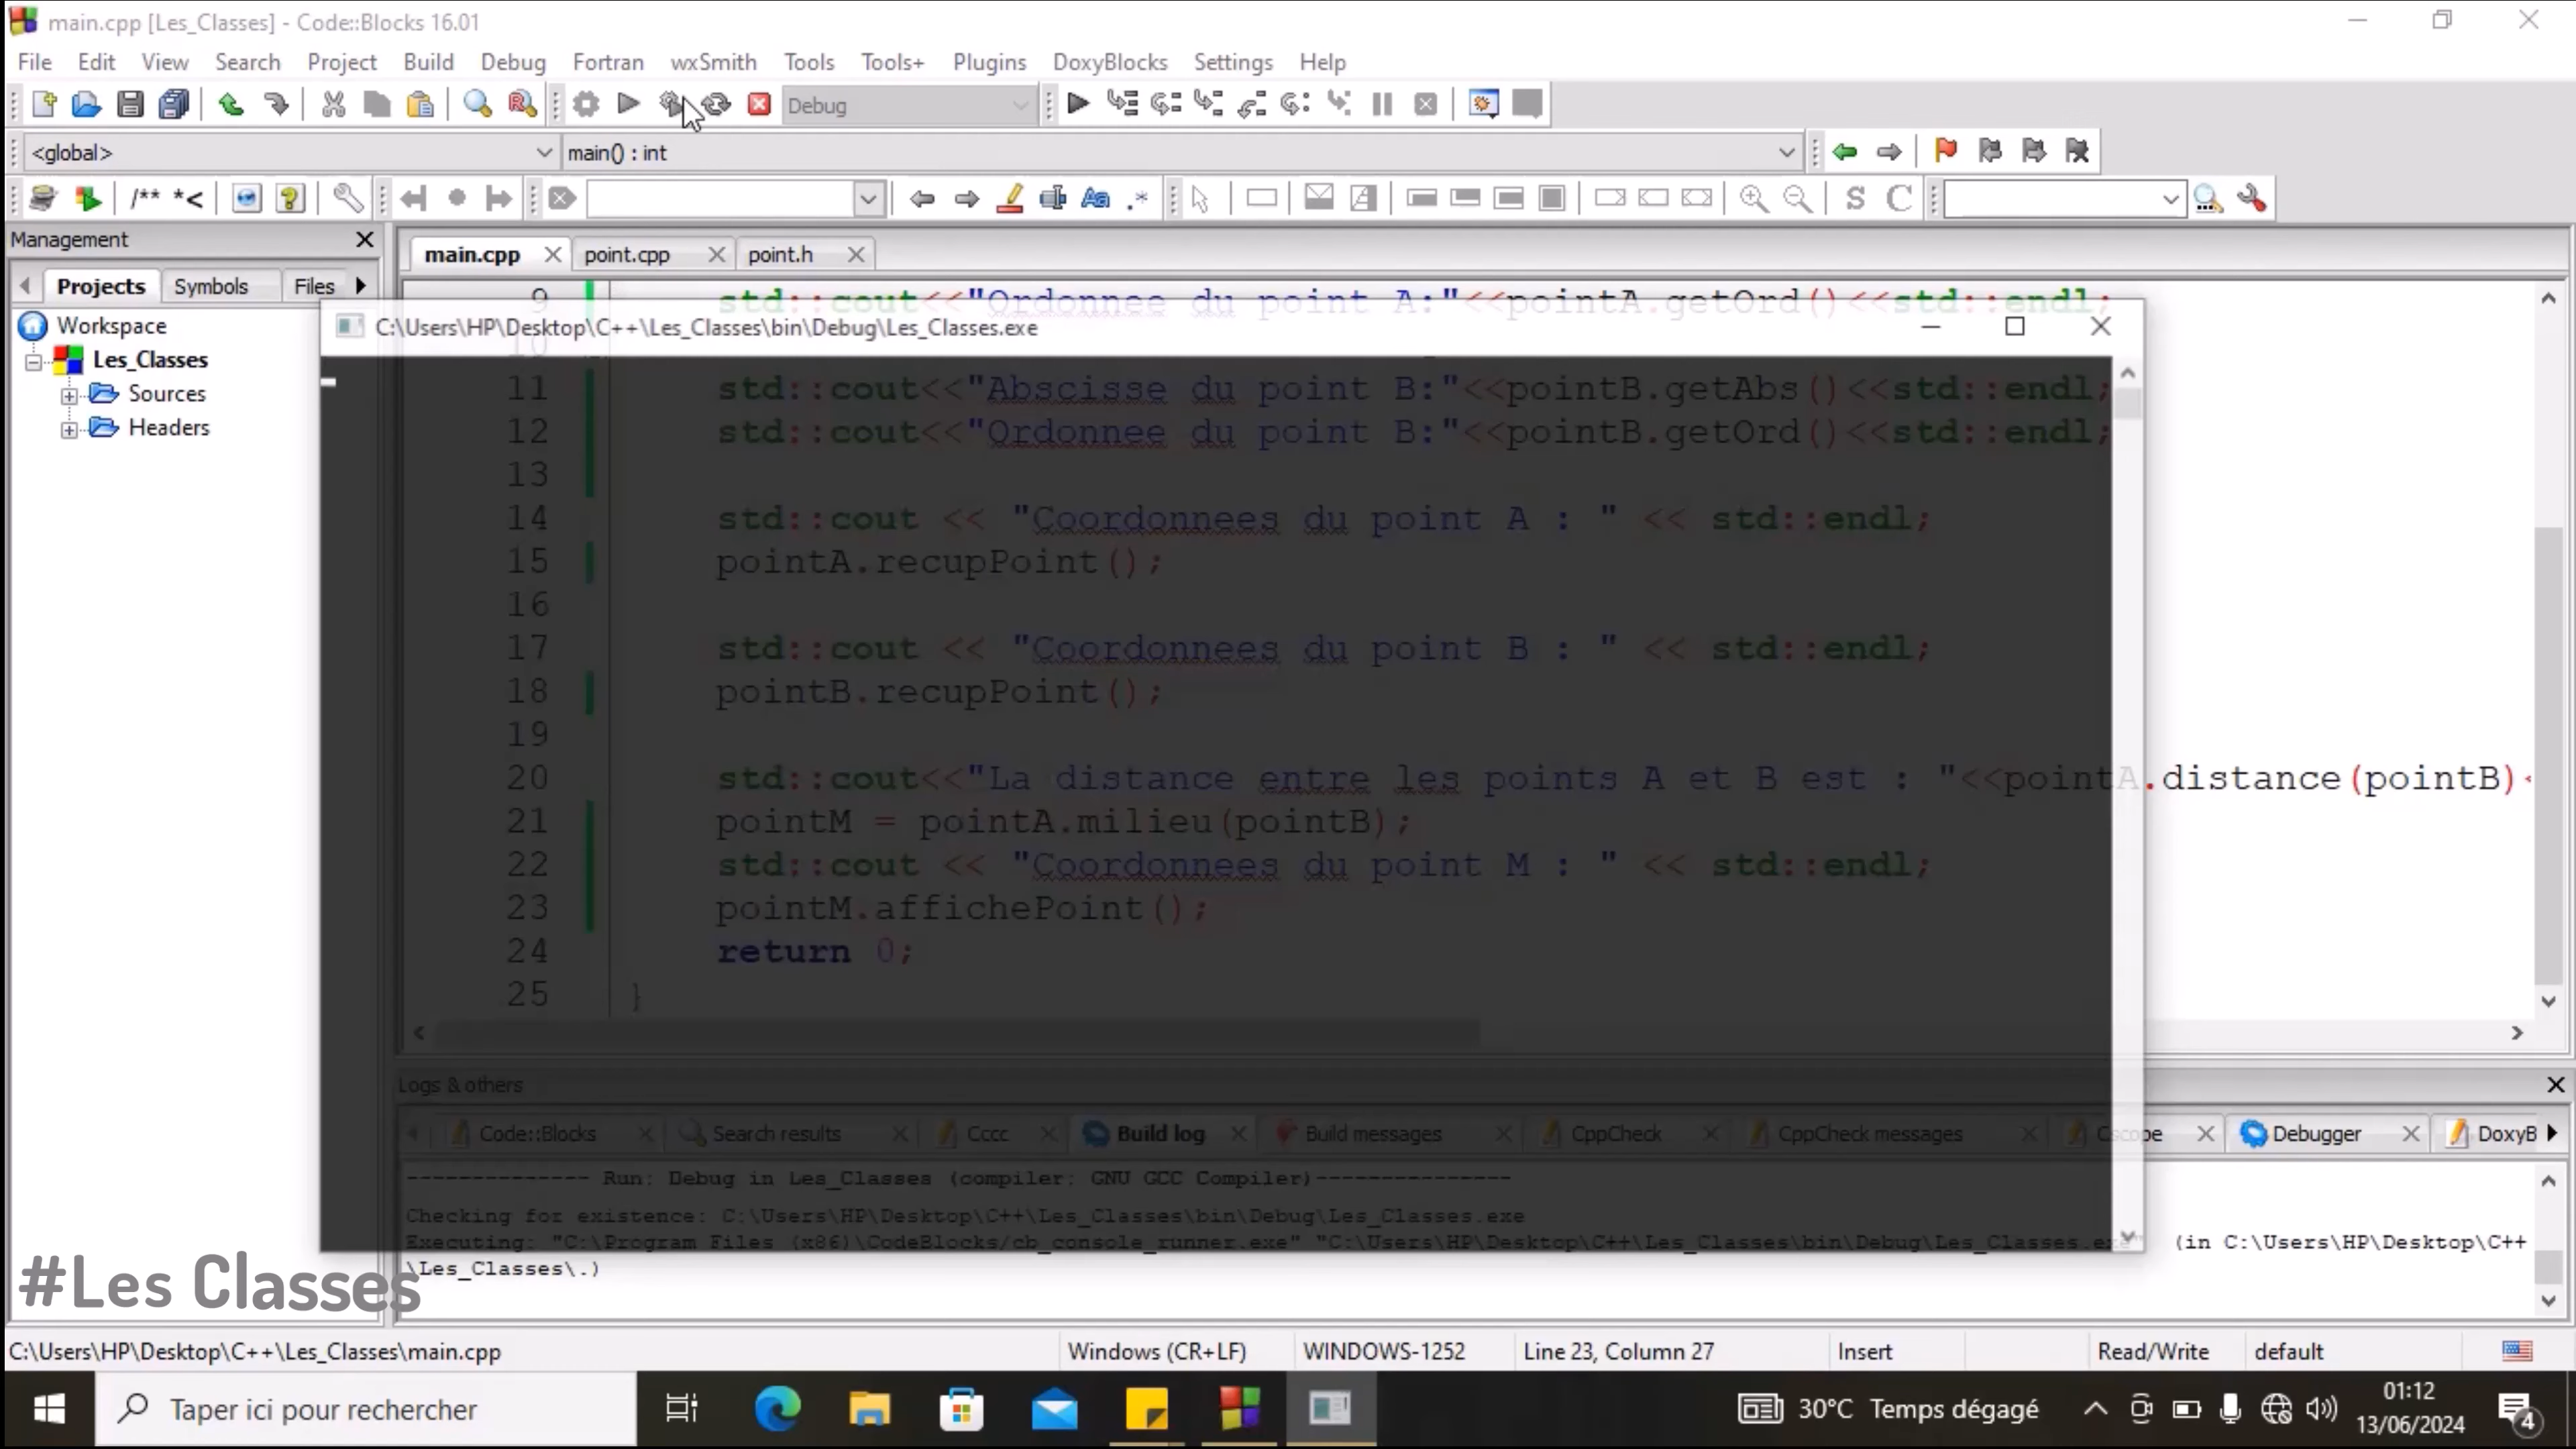 main.cpp [Les_Classes] - Code::Blocks 16.01
File Edit View Search Project Build Debug Fortran wxSmith Tools Tools+ Plugins DoxyBlocks Settings Help
Debug
<global> main() : int
/** *<
Aa .* S C
Management
main.cpp point.cpp point.h
Projects Symbols Files
Workspace
Les_Classes
Sources
Headers
9 std::cout<<"Ordonnee du point A:"<<pointA.getOrd()<<std::endl;
C:\Users\HP\Desktop\C++\Les_Classes\bin\Debug\Les_Classes.exe
10
11 std::cout<<"Abscisse du point B:"<<pointB.getAbs()<<std::endl;
12 std::cout<<"Ordonnee du point B:"<<pointB.getOrd()<<std::endl;
13
14 std::cout << "Coordonnees du point A : " << std::endl;
15 pointA.recupPoint();
16
17 std::cout << "Coordonnees du point B : " << std::endl;
18 pointB.recupPoint();
19
20 std::cout<<"La distance entre les points A et B est : "<<pointA.distance(pointB)<
21 pointM = pointA.milieu(pointB);
22 std::cout << "Coordonnees du point M : " << std::endl;
23 pointM.affichePoint();
24 return 0;
25 }
Logs & others
Code::Blocks Search results Cccc Build log Build messages CppCheck CppCheck messages Cscope Debugger DoxyB
-------------- Run: Debug in Les_Classes (compiler: GNU GCC Compiler)---------------
Checking for existence: C:\Users\HP\Desktop\C++\Les_Classes\bin\Debug\Les_Classes.exe
Executing: "C:\Program Files (x86)\CodeBlocks/cb_console_runner.exe" "C:\Users\HP\Desktop\C++\Les_Classes\bin\Debug\Les_Classes.exe" (in C:\Users\HP\Desktop\C++
\Les_Classes\.)
#Les Classes
C:\Users\HP\Desktop\C++\Les_Classes\main.cpp Windows (CR+LF) WINDOWS-1252 Line 23, Column 27 Insert Read/Write default
Taper ici pour rechercher
30°C Temps dégagé
01:12
13/06/2024
4